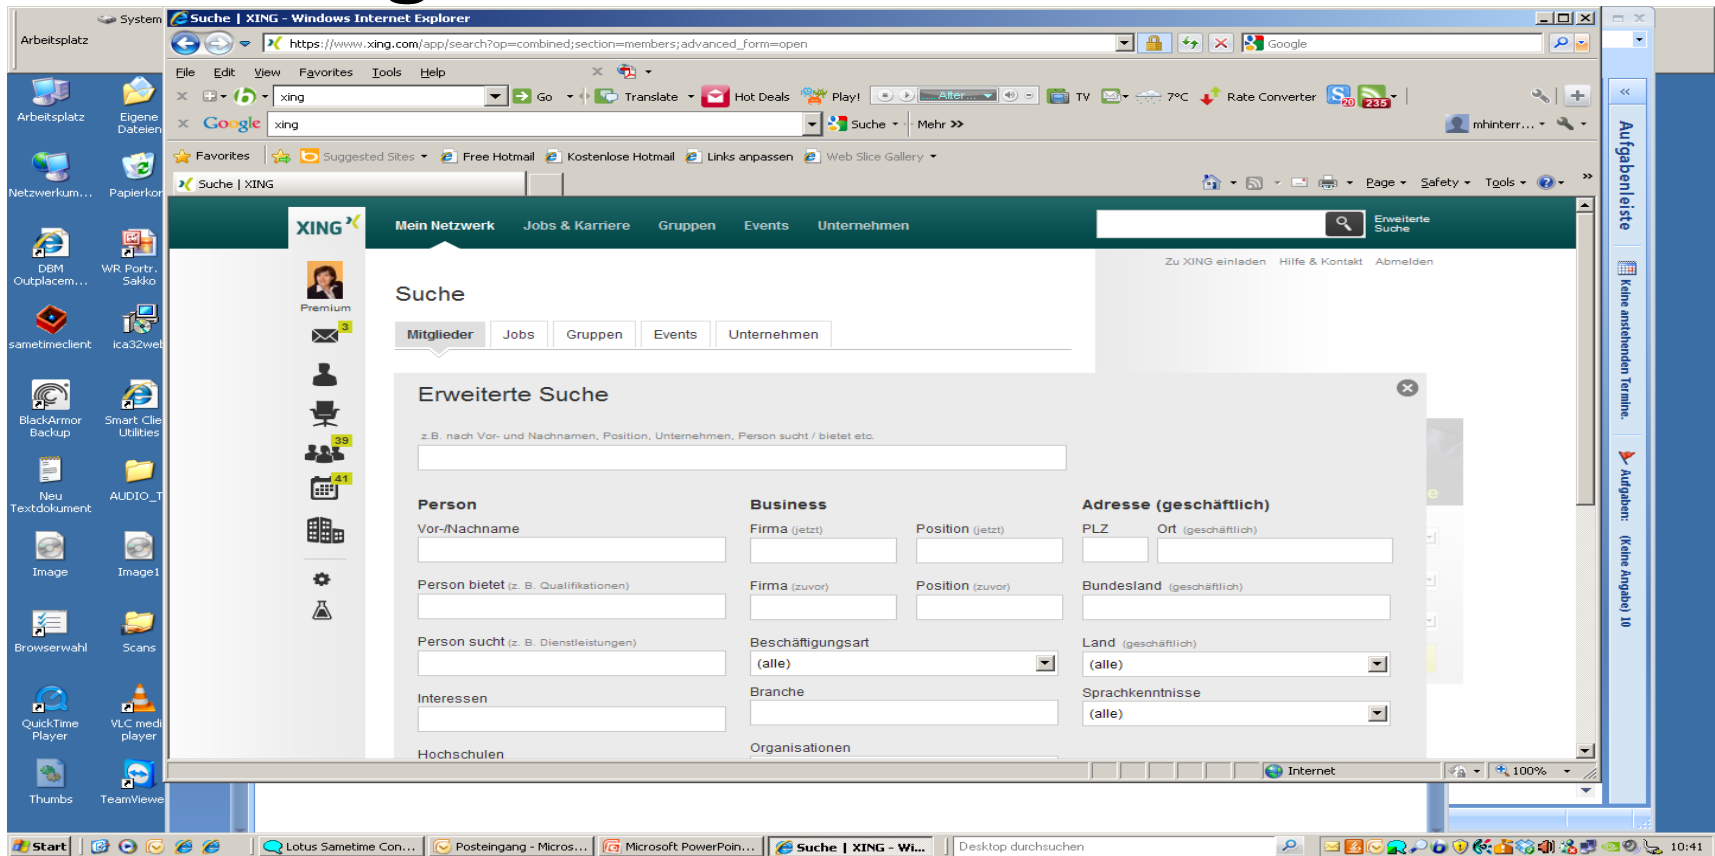 System
Arbeitsplatz
Suche | XING - Windows Internet Explorer
https://www.xing.com/app/search?op=combined;section=members;advanced_form=open
Google
File Edit View Favorites Tools Help
xing Go Translate Hot Deals Play! Alter... TV 7°C Rate Converter 20 235
Google xing Suche Mehr >> mhinterr...
Favorites Suggested Sites Free Hotmail Kostenlose Hotmail Links anpassen Web Slice Gallery
Suche | XING Page Safety Tools
XING Mein Netzwerk Jobs & Karriere Gruppen Events Unternehmen Erweiterte Suche
Zu XING einladen Hilfe & Kontakt Abmelden
Premium
3
39
41
Suche
Mitglieder Jobs Gruppen Events Unternehmen
Erweiterte Suche
z.B. nach Vor- und Nachnamen, Position, Unternehmen, Person sucht / bietet etc.
Person Business Adresse (geschäftlich)
Vor-/Nachname Firma (jetzt) Position (jetzt) PLZ Ort (geschäftlich)
Person bietet (z. B. Qualifikationen) Firma (zuvor) Position (zuvor) Bundesland (geschäftlich)
Person sucht (z. B. Dienstleistungen) Beschäftigungsart Land (geschäftlich)
(alle) (alle)
Interessen Branche Sprachkenntnisse
(alle)
Hochschulen Organisationen
Internet 100%
Arbeitsplatz Eigene Dateien
Netzwerkum... Papierkor
DBM Outplacem... WR Portr. Sakko
sametimeclient ica32web
BlackArmor Backup Smart Clie Utilities
Neu Textdokument AUDIO_T
Image Image1
Browserwahl Scans
QuickTime Player VLC medi player
Thumbs TeamViewe
Aufgabenleiste
Keine anstehenden Termine.
Aufgaben: (Keine Angabe) 10
Start Lotus Sametime Con... Posteingang - Micros... Microsoft PowerPoin... Suche | XING - Wi... Desktop durchsuchen 10:41